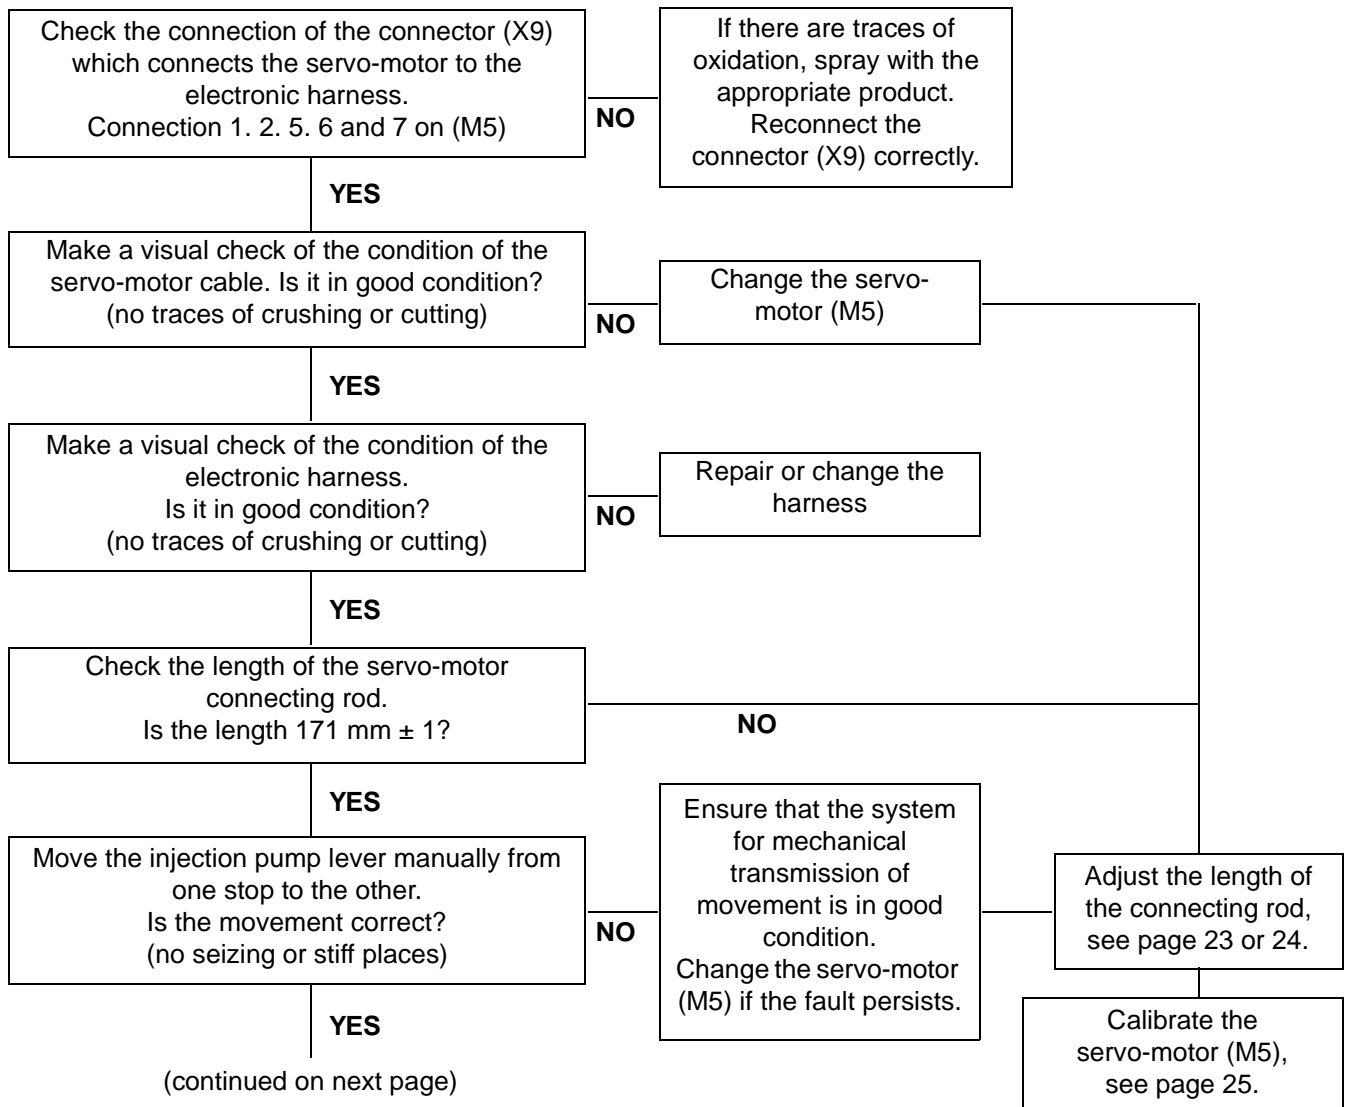 Check the connection of the connector (X9)
which connects the servo-motor to the
electronic harness.
Connection 1. 2. 5. 6 and 7 on (M5)
NO
If there are traces of
oxidation, spray with the
appropriate product.
Reconnect the
connector (X9) correctly.
YES
Make a visual check of the condition of the
servo-motor cable. Is it in good condition?
(no traces of crushing or cutting)
NO
Change the servo-
motor (M5)
YES
Make a visual check of the condition of the
electronic harness.
Is it in good condition?
(no traces of crushing or cutting)
NO
Repair or change the
harness
YES
Check the length of the servo-motor
connecting rod.
Is the length 171 mm ± 1?
NO
YES
Move the injection pump lever manually from
one stop to the other.
Is the movement correct?
(no seizing or stiff places)
NO
Ensure that the system
for mechanical
transmission of
movement is in good
condition.
Change the servo-motor
(M5) if the fault persists.
Adjust the length of
the connecting rod,
see page 23 or 24.
Calibrate the
servo-motor (M5),
see page 25.
YES
(continued on next page)